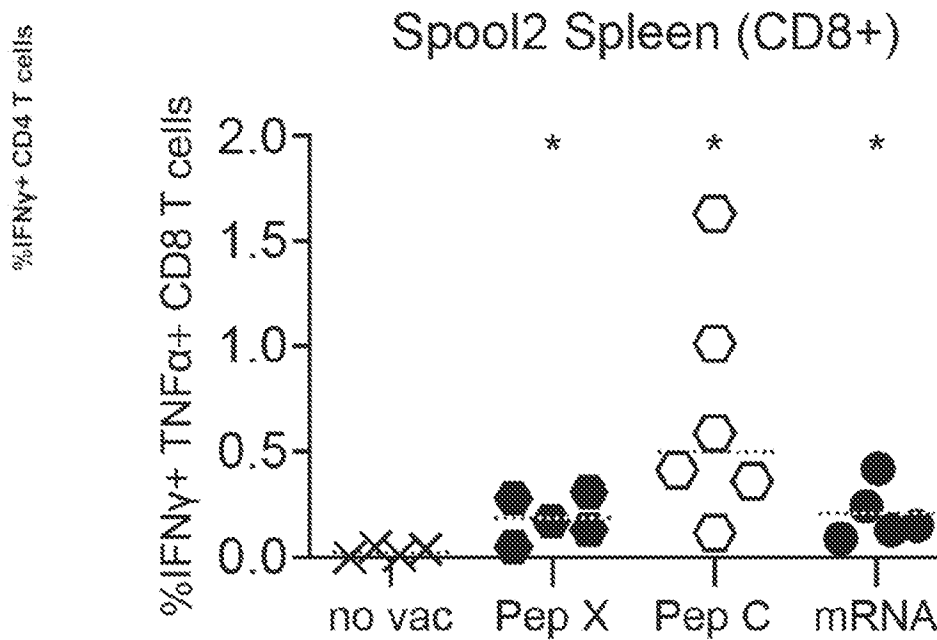 %IFNγ+ CD4 T cells
Spool2 Spleen (CD8+)
%IFNγ+ TNFα+ CD8 T cells
2.0
* * *
1.5
1.0
0.5
0.0
no vac Pep X Pep C mRNA